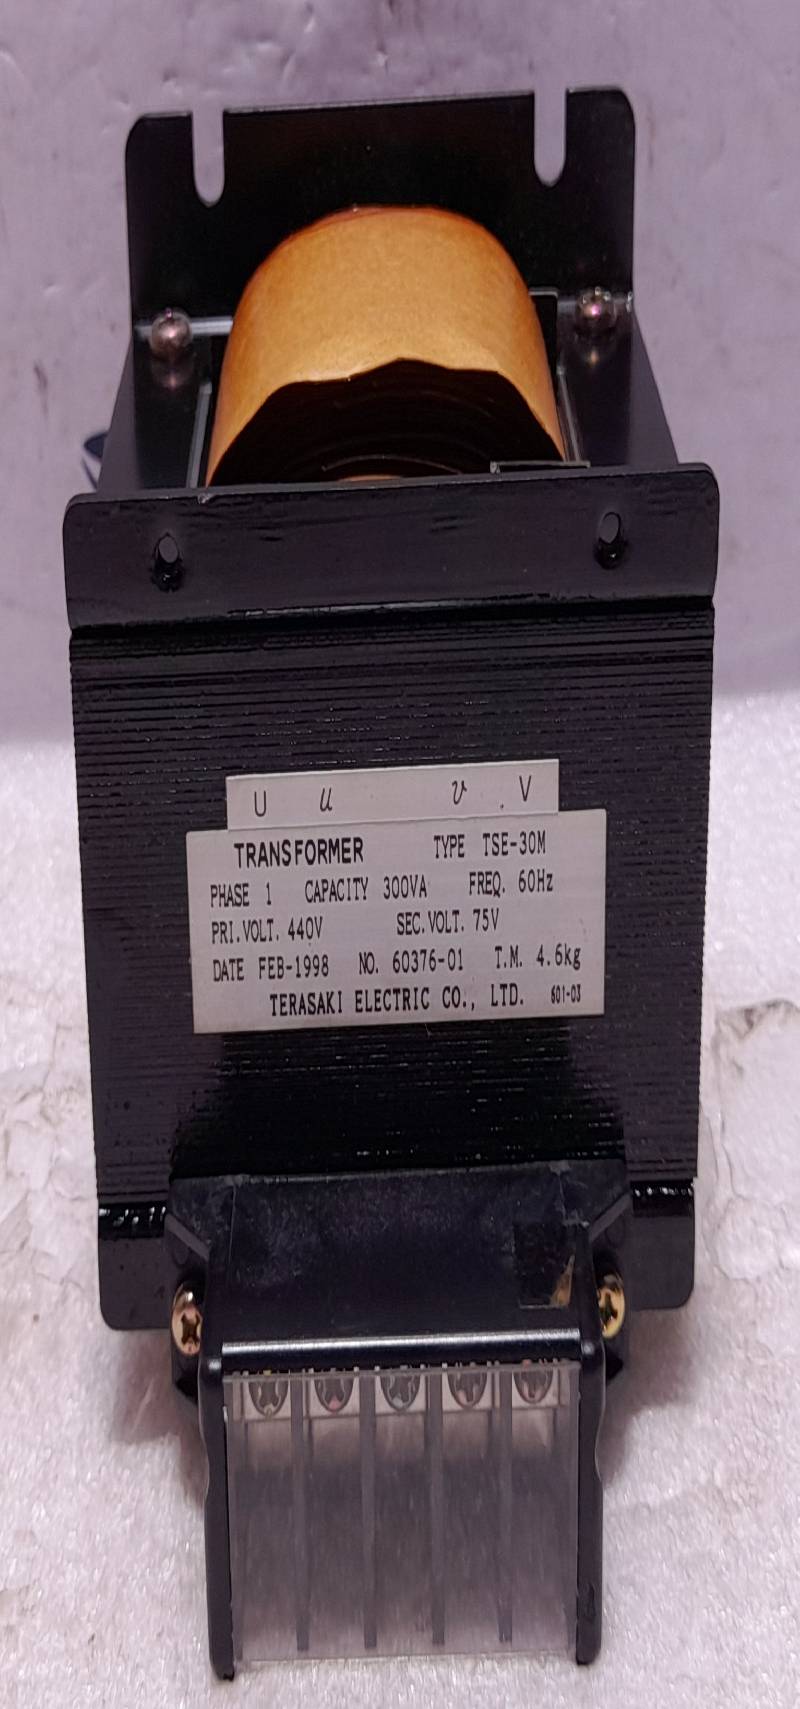 U u v V
TRANSFORMER TYPE TSE-30M
PHASE 1 CAPACITY 300VA FREQ. 60Hz
PRI.VOLT. 440V SEC.VOLT. 75V
DATE FEB-1998 NO. 60376-01 T.M. 4.6kg
TERASAKI ELECTRIC CO., LTD. 601-03